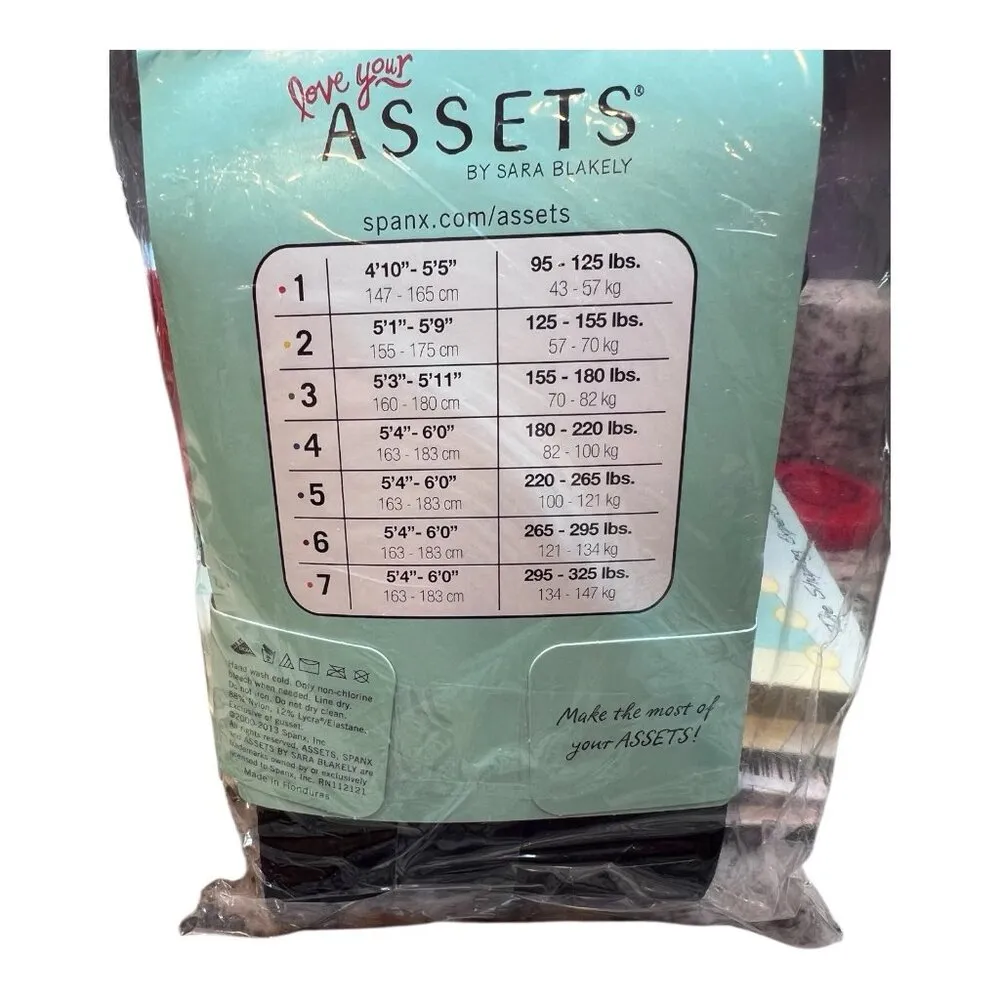 love your
ASSETS®
BY SARA BLAKELY
spanx.com/assets
1 4'10"- 5'5" 95 - 125 lbs.
147 - 165 cm 43 - 57 kg
2 5'1"- 5'9" 125 - 155 lbs.
155 - 175 cm 57 - 70 kg
3 5'3"- 5'11" 155 - 180 lbs.
160 - 180 cm 70 - 82 kg
4 5'4"- 6'0" 180 - 220 lbs.
163 - 183 cm 82 - 100 kg
5 5'4"- 6'0" 220 - 265 lbs.
163 - 183 cm 100 - 121 kg
6 5'4"- 6'0" 265 - 295 lbs.
163 - 183 cm 121 - 134 kg
7 5'4"- 6'0" 295 - 325 lbs.
163 - 183 cm 134 - 147 kg
Hand wash cold. Only non-chlorine
bleach when needed. Line dry.
Do not iron. Do not dry clean.
88% Nylon, 12% Lycra®/Elastane.
Exclusive of gusset.
Spanx, Inc.
All rights reserved. ASSETS, SPANX
and ASSETS BY SARA BLAKELY are
trademarks owned by or exclusively
licensed to Spanx, Inc. RN112121
Made in Honduras
Make the most of
your ASSETS!